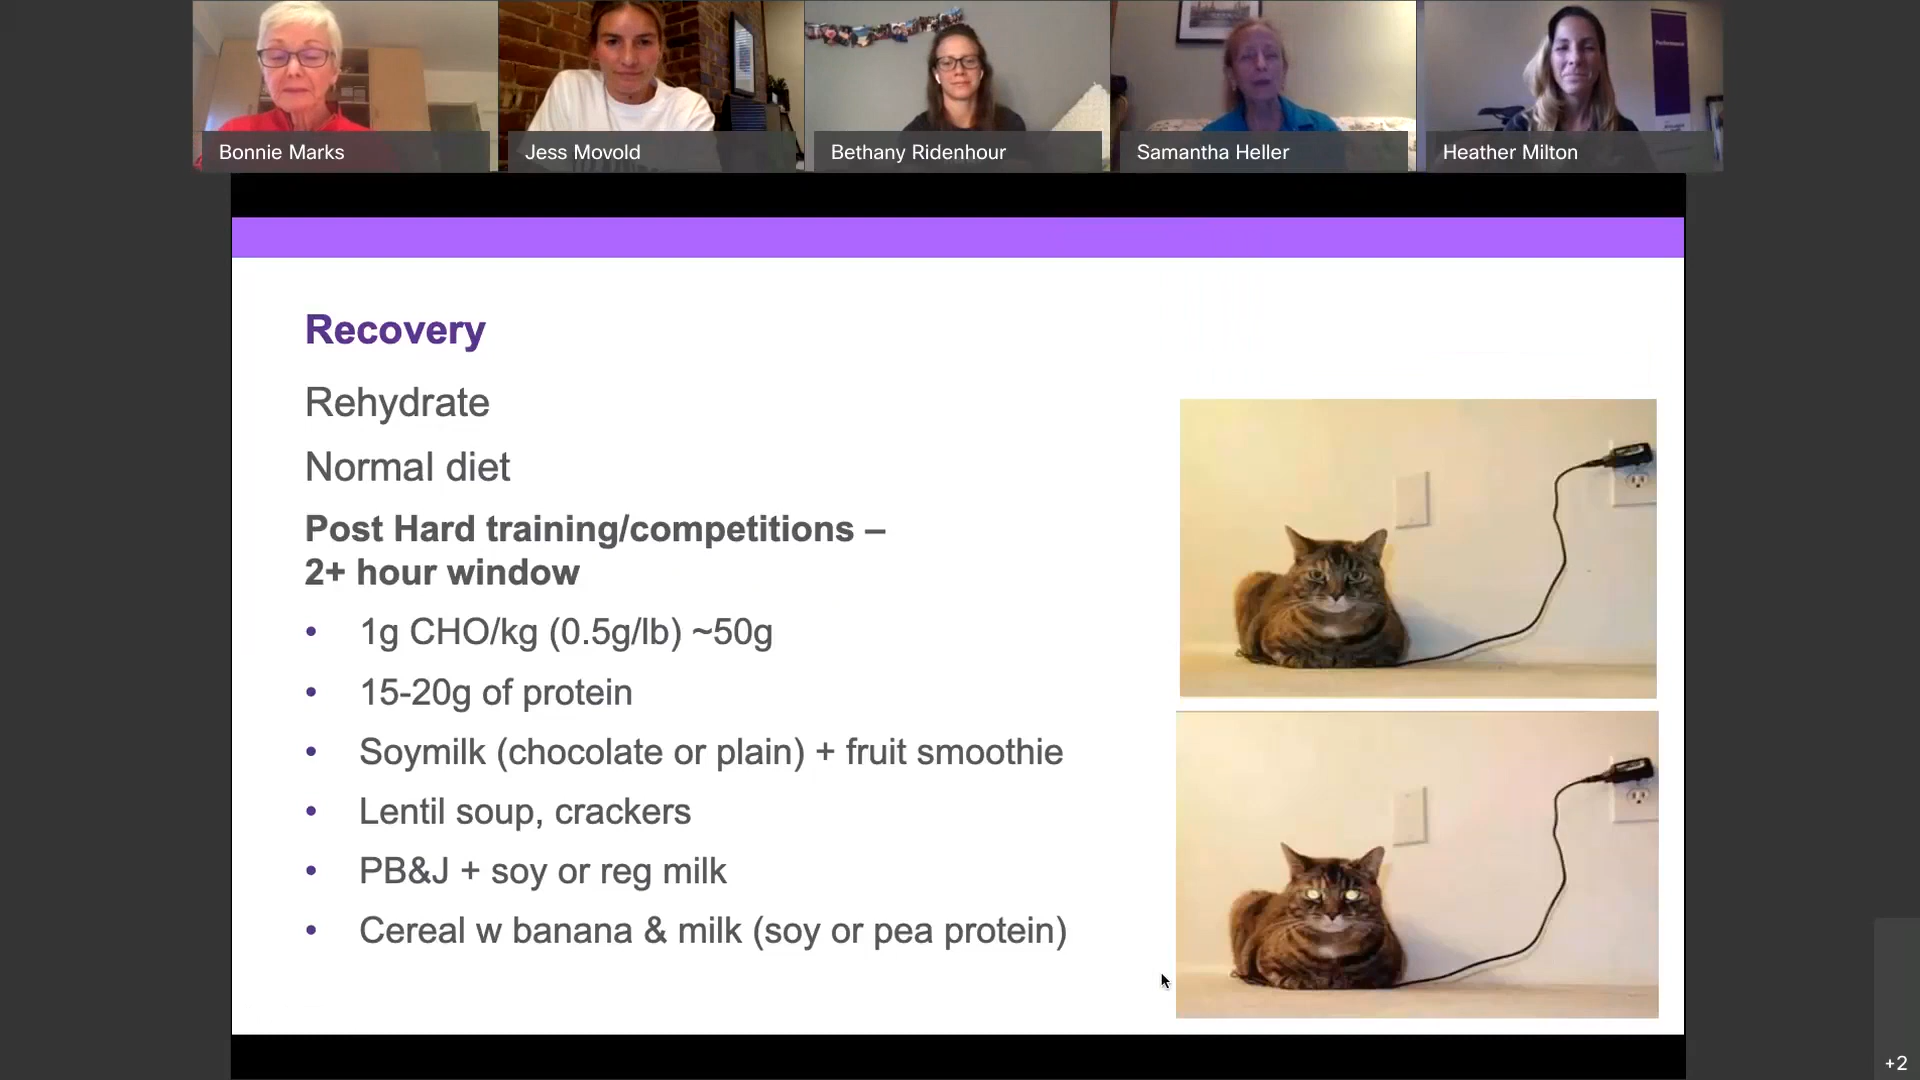 Bonnie Marks
Jess Movold
Bethany Ridenhour
Samantha Heller
Heather Milton
Performance
Recovery
Rehydrate
Normal diet
Post Hard training/competitions –
2+ hour window
• 1g CHO/kg (0.5g/lb) ~50g
• 15-20g of protein
• Soymilk (chocolate or plain) + fruit smoothie
• Lentil soup, crackers
• PB&J + soy or reg milk
• Cereal w banana & milk (soy or pea protein)
+2